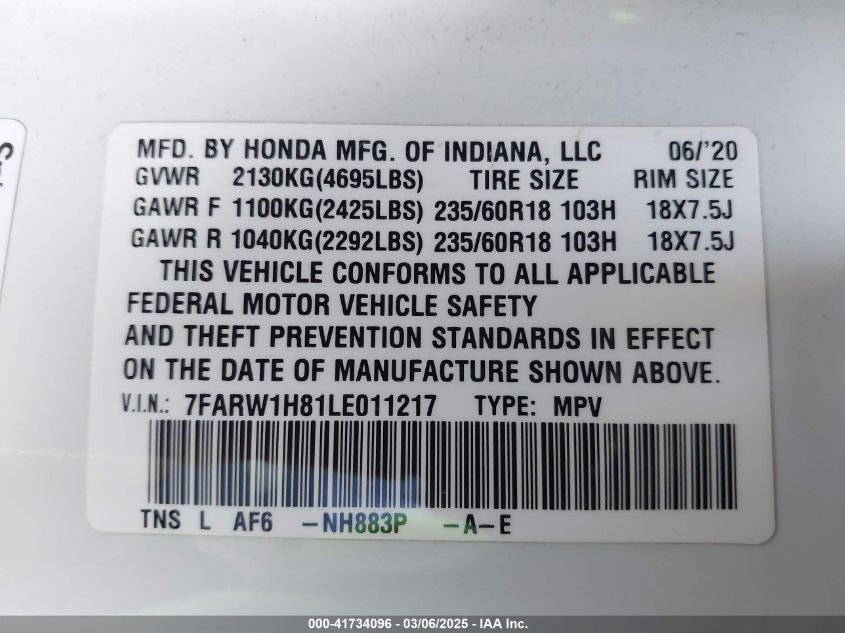 MFD. BY HONDA MFG. OF INDIANA, LLC 06/'20
GVWR 2130KG(4695LBS) TIRE SIZE RIM SIZE
GAWR F 1100KG(2425LBS) 235/60R18 103H 18X7.5J
GAWR R 1040KG(2292LBS) 235/60R18 103H 18X7.5J
THIS VEHICLE CONFORMS TO ALL APPLICABLE
FEDERAL MOTOR VEHICLE SAFETY
AND THEFT PREVENTION STANDARDS IN EFFECT
ON THE DATE OF MANUFACTURE SHOWN ABOVE.
V.I.N.: 7FARW1H81LE011217 TYPE: MPV
TNS L AF6 -NH883P -A-E
000-41734096 - 03/06/2025 - IAA Inc.